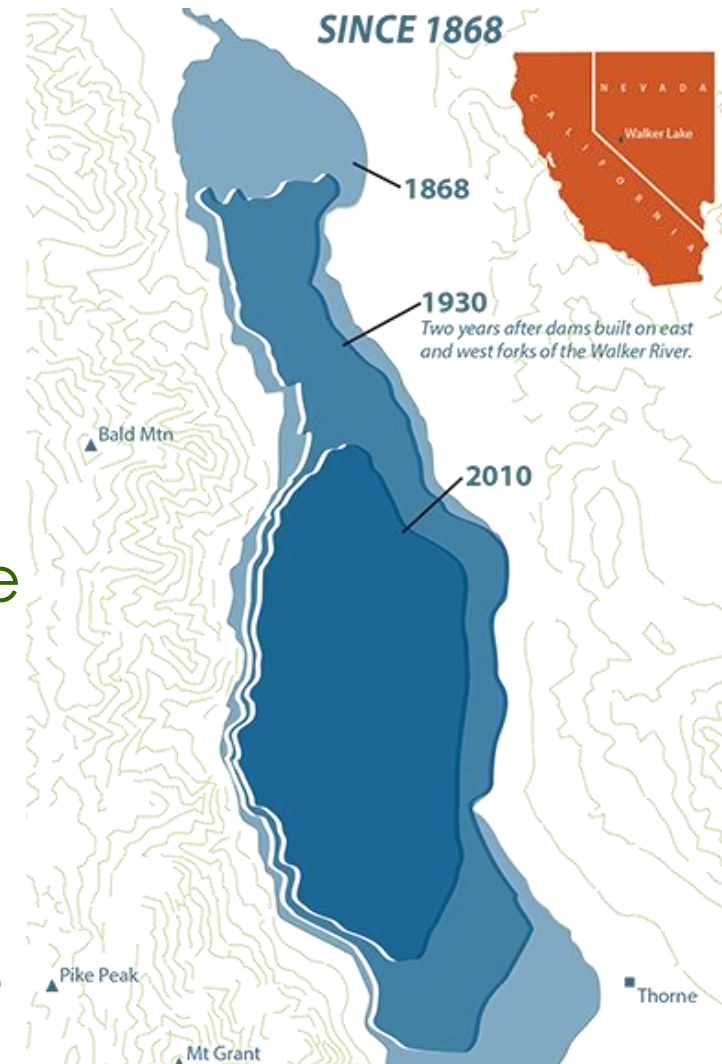 SINCE 1868
NEVADA
CALIFORNIA
Walker Lake
1868
1930
Two years after dams built on east
and west forks of the Walker River.
Bald Mtn
2010
e
Pike Peak
Thorne
Mt Grant